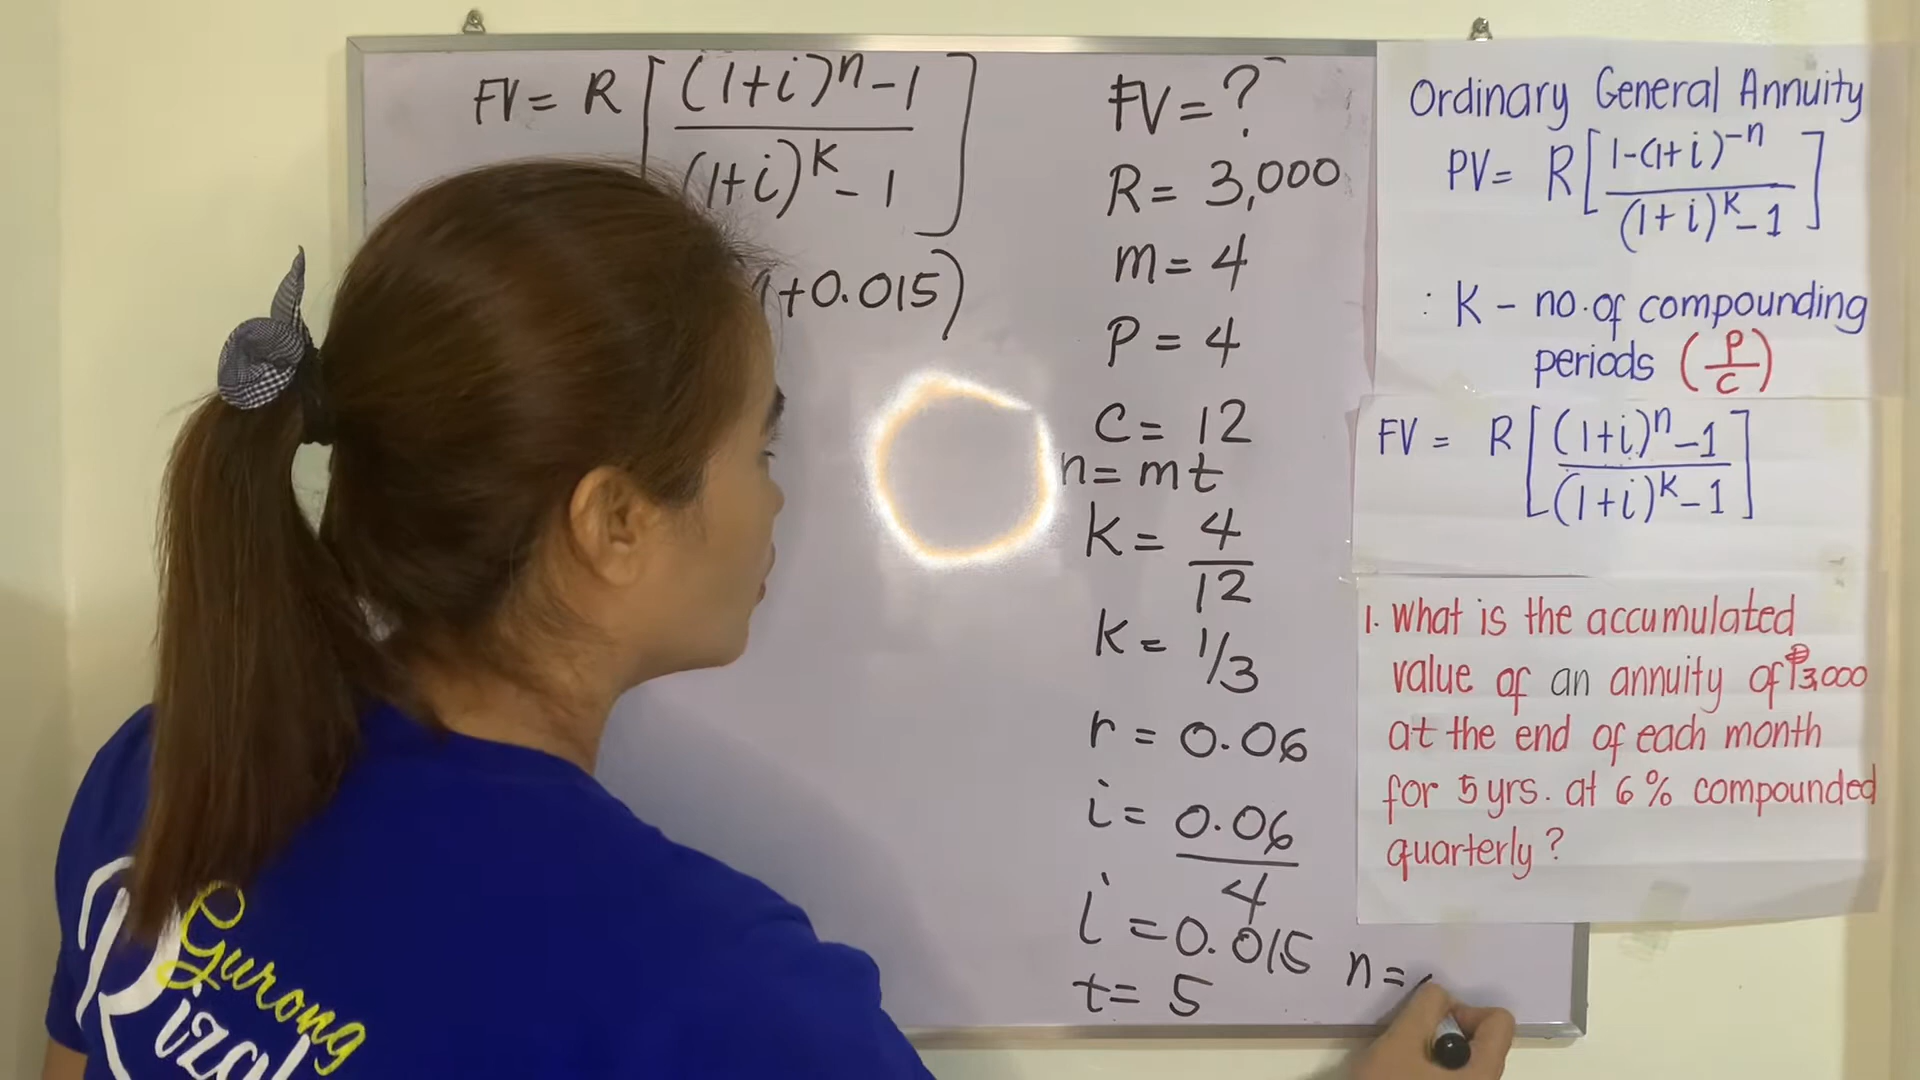 FV = R [ (1+i)^n - 1
(1+i)^k - 1 ]
+0.015)
FV = ?
R = 3,000
m = 4
P = 4
C = 12
n = mt
K = 4
12
K = 1/3
r = 0.06
i = 0.06
4
i = 0.015
t = 5
n =
Ordinary General Annuity
PV = R [ 1-(1+i)^-n
(1+i)^k - 1 ]
: K - no. of compounding
periods (P/C)
FV = R [ (1+i)^n - 1
(1+i)^k - 1 ]
1. What is the accumulated
value of an annuity of ₱3,000
at the end of each month
for 5 yrs. at 6% compounded
quarterly?
Gurong
Rizal